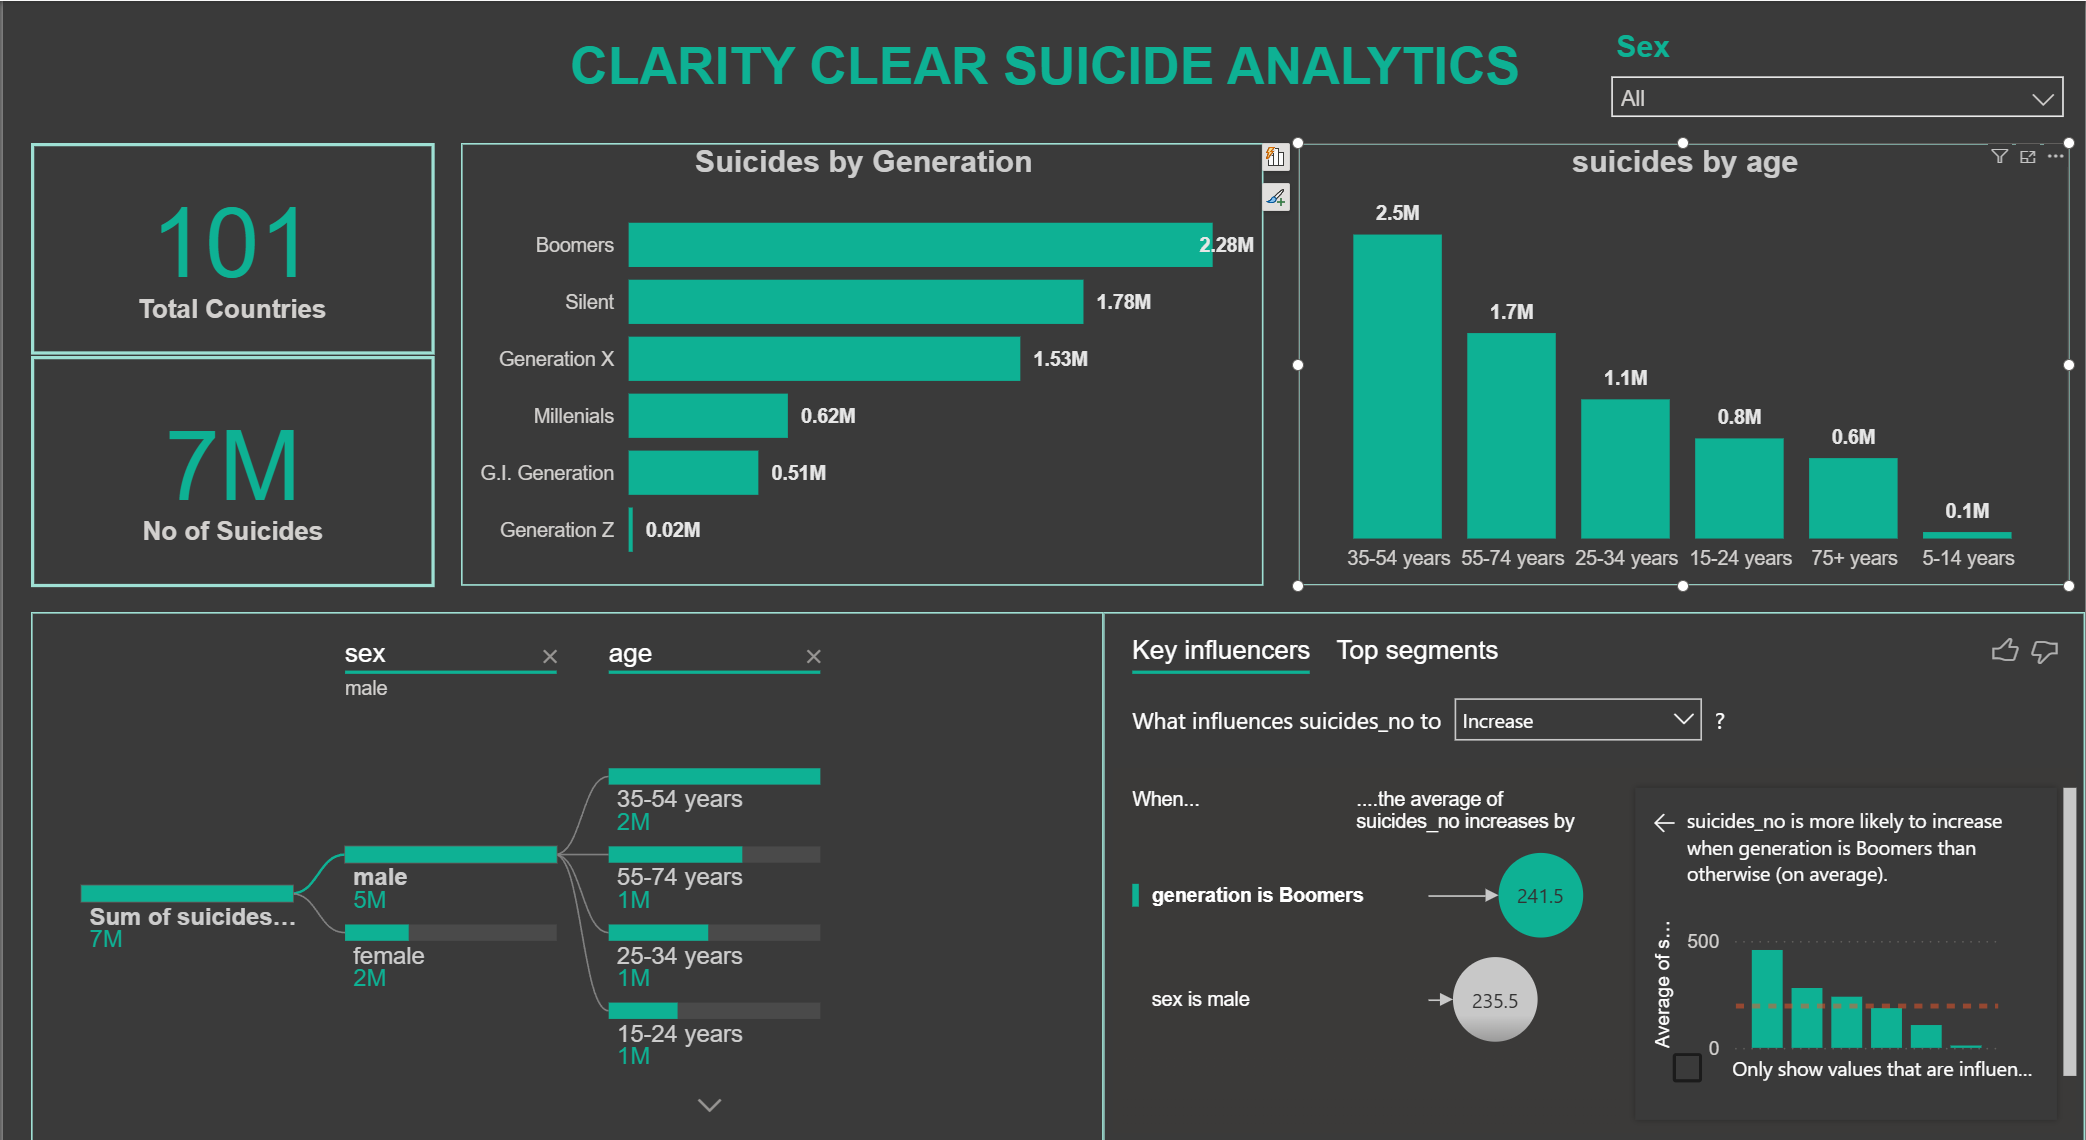 CLARITY CLEAR SUICIDE ANALYTICS
Sex
All
101
Total Countries
7M
No of Suicides
Suicides by Generation
Boomers
2.28M
Silent
1.78M
Generation X
1.53M
Millenials
0.62M
G.I. Generation
0.51M
Generation Z
0.02M
suicides by age
2.5M
1.7M
1.1M
0.8M
0.6M
0.1M
35-54 years
55-74 years
25-34 years
15-24 years
75+ years
5-14 years
sex
male
age
Sum of suicides...
7M
male
5M
female
2M
35-54 years
2M
55-74 years
1M
25-34 years
1M
15-24 years
1M
Key influencers
Top segments
What influences suicides_no to
Increase
?
When...
....the average of
suicides_no increases by
generation is Boomers
241.5
sex is male
235.5
suicides_no is more likely to increase
when generation is Boomers than
otherwise (on average).
Average of s...
500
0
Only show values that are influen...